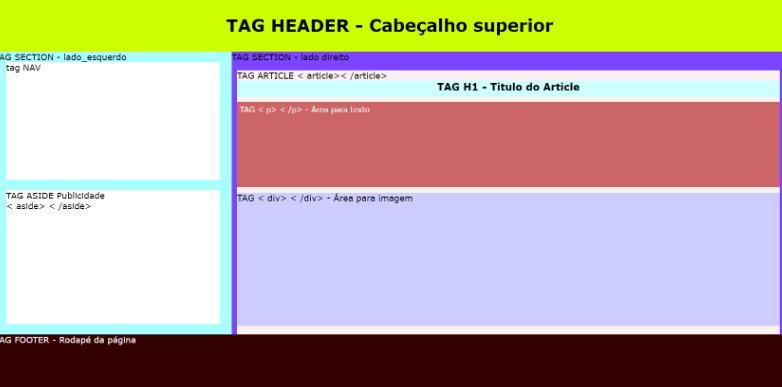 TAG HEADER - Cabeçalho superior
AG SECTION - lado_esquerdo
tag NAV
TAG ASIDE Publicidade
< aside> < /aside>
TAG SECTION - lado direito
TAG ARTICLE < article>< /article>
TAG H1 - Titulo do Article
TAG < p> < /p> - Área para texto
TAG < div> < /div> - Área para imagem
AG FOOTER - Rodapé da página